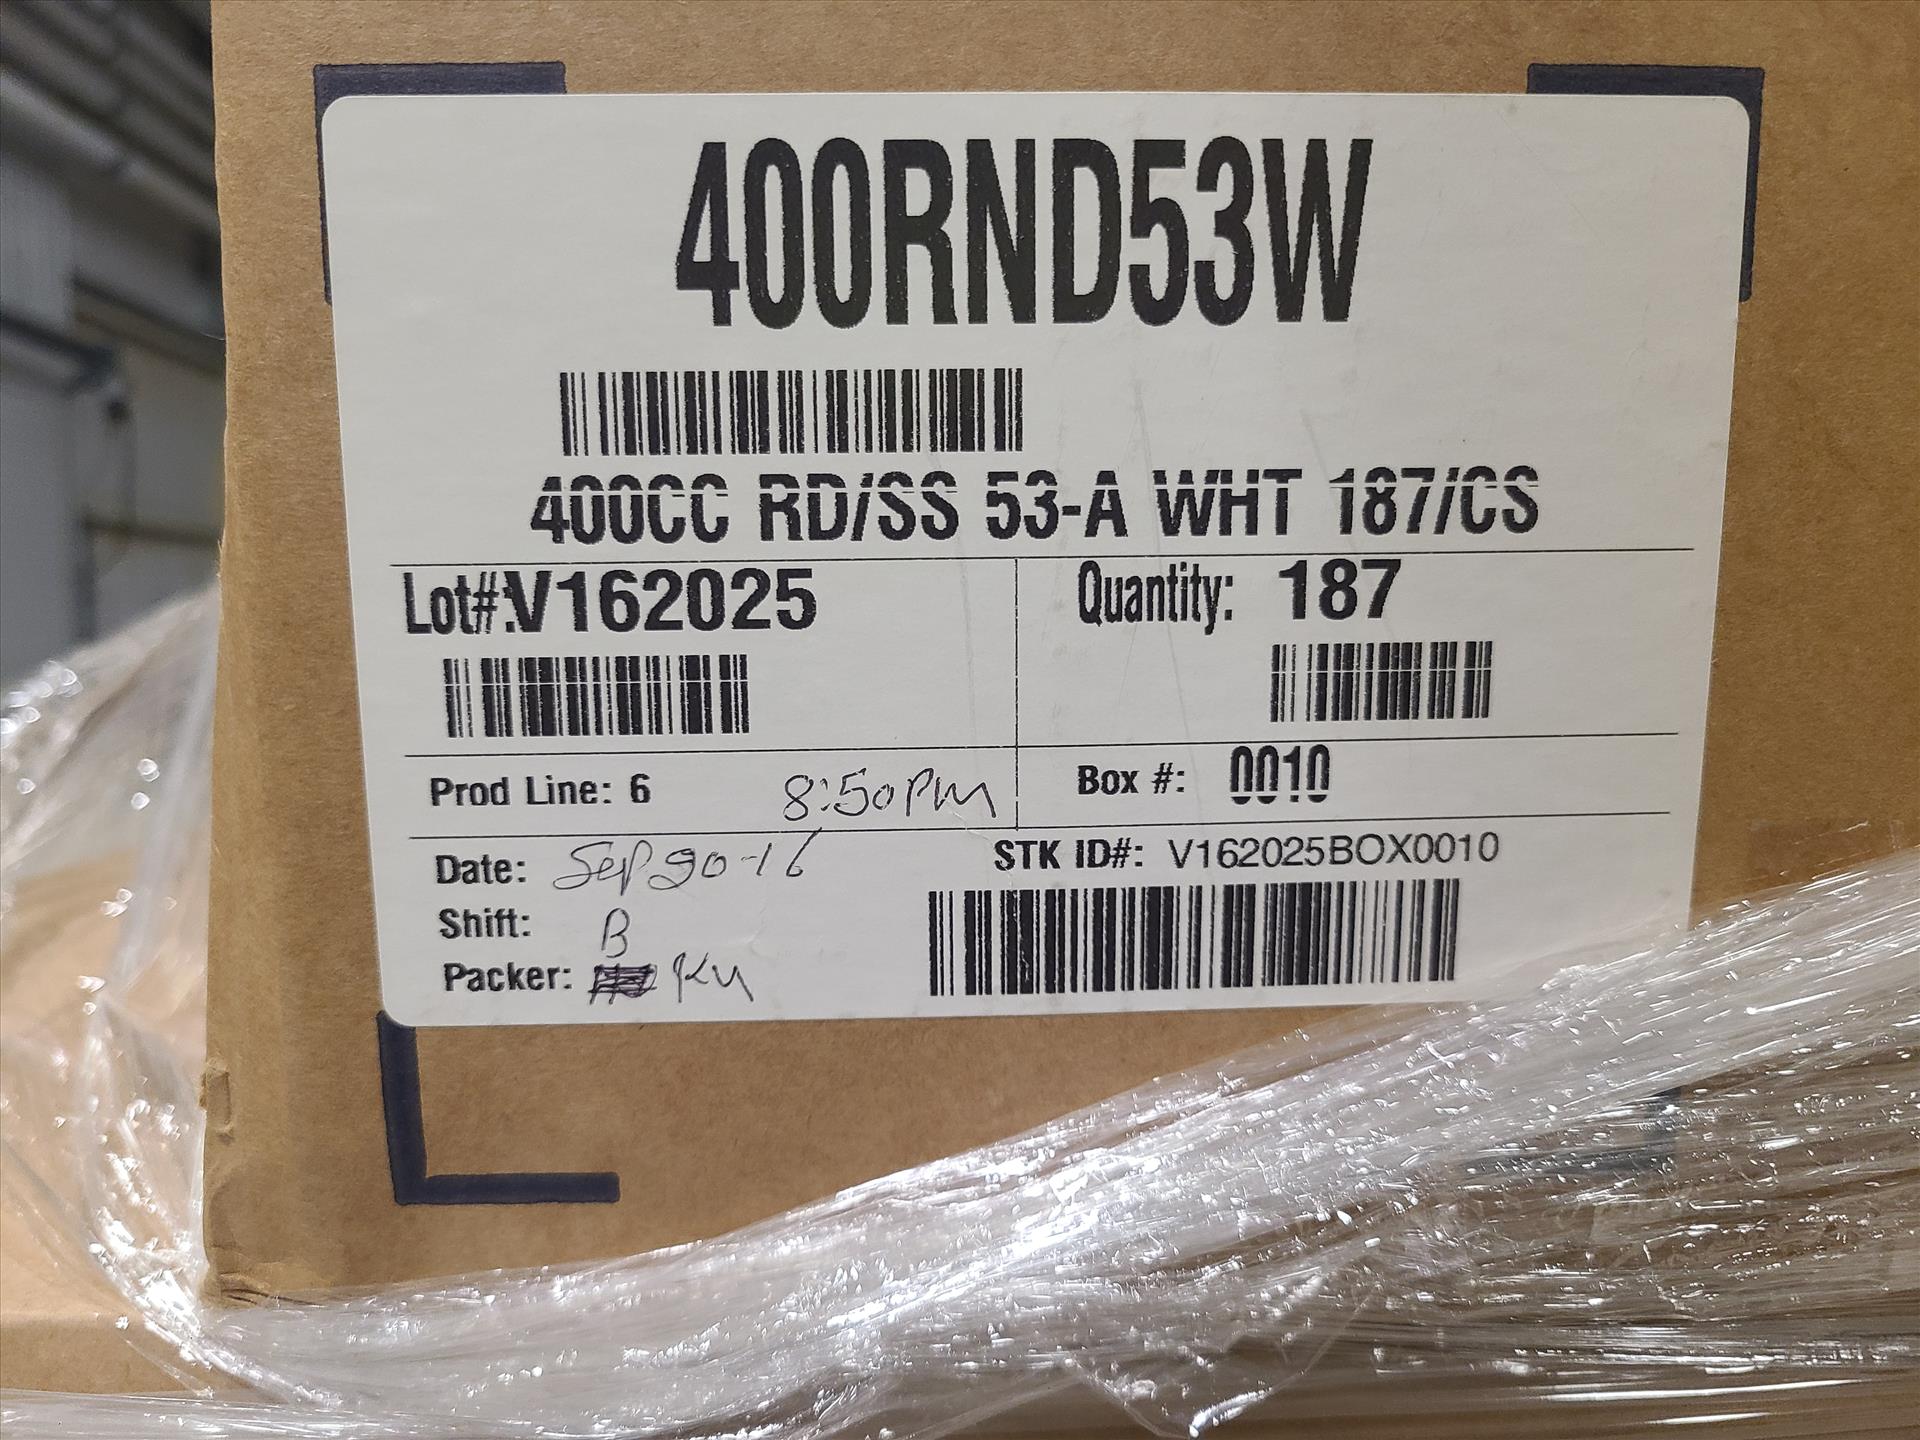 400RND53W
400CC RD/SS 53-A WHT 187/CS
Lot#:V162025 Quantity: 187
Prod Line: 6 8:50PM Box #: 0010
Date: Sep 20-16 STK ID#: V162025BOX0010
Shift: B
Packer: